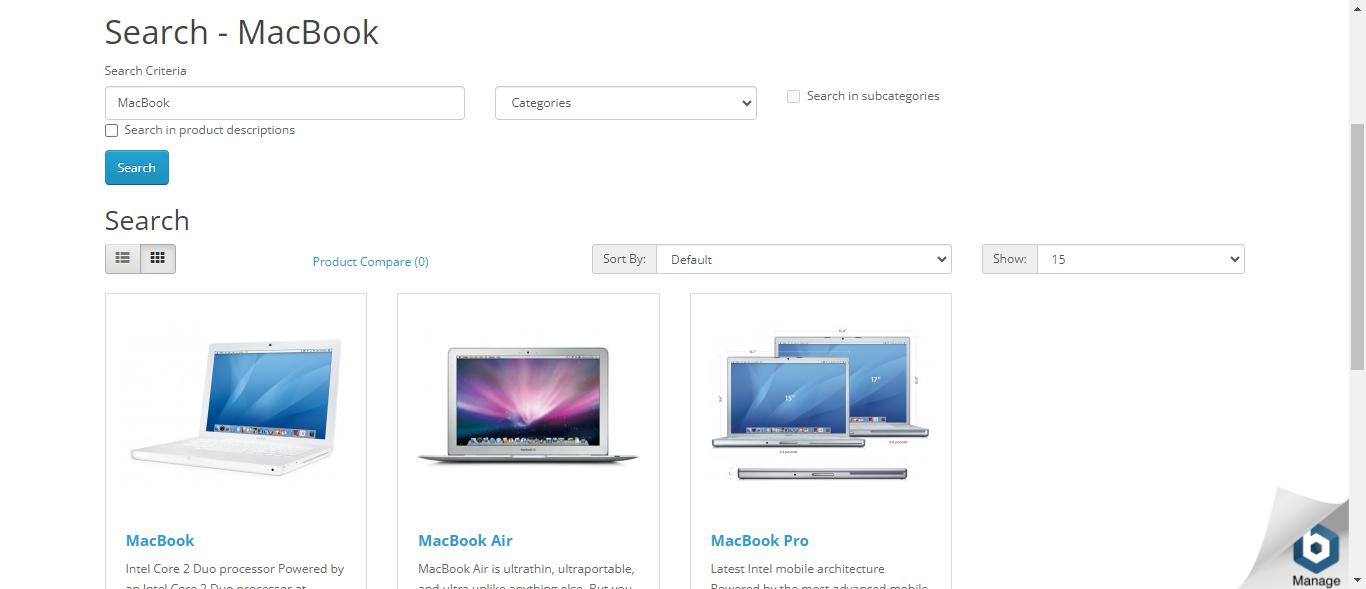 Search - MacBook
Search Criteria
MacBook
Categories
Search in subcategories
Search in product descriptions
Search
Search
Product Compare (0)
Sort By: Default
Show: 15
15"
17"
MacBook
MacBook Air
MacBook Pro
Intel Core 2 Duo processor Powered by
an Intel Core 2 Duo processor at
MacBook Air is ultrathin, ultraportable,
and ultra unlike anything else. But you
Latest Intel mobile architecture
Powered by the most advanced mobile
Manage